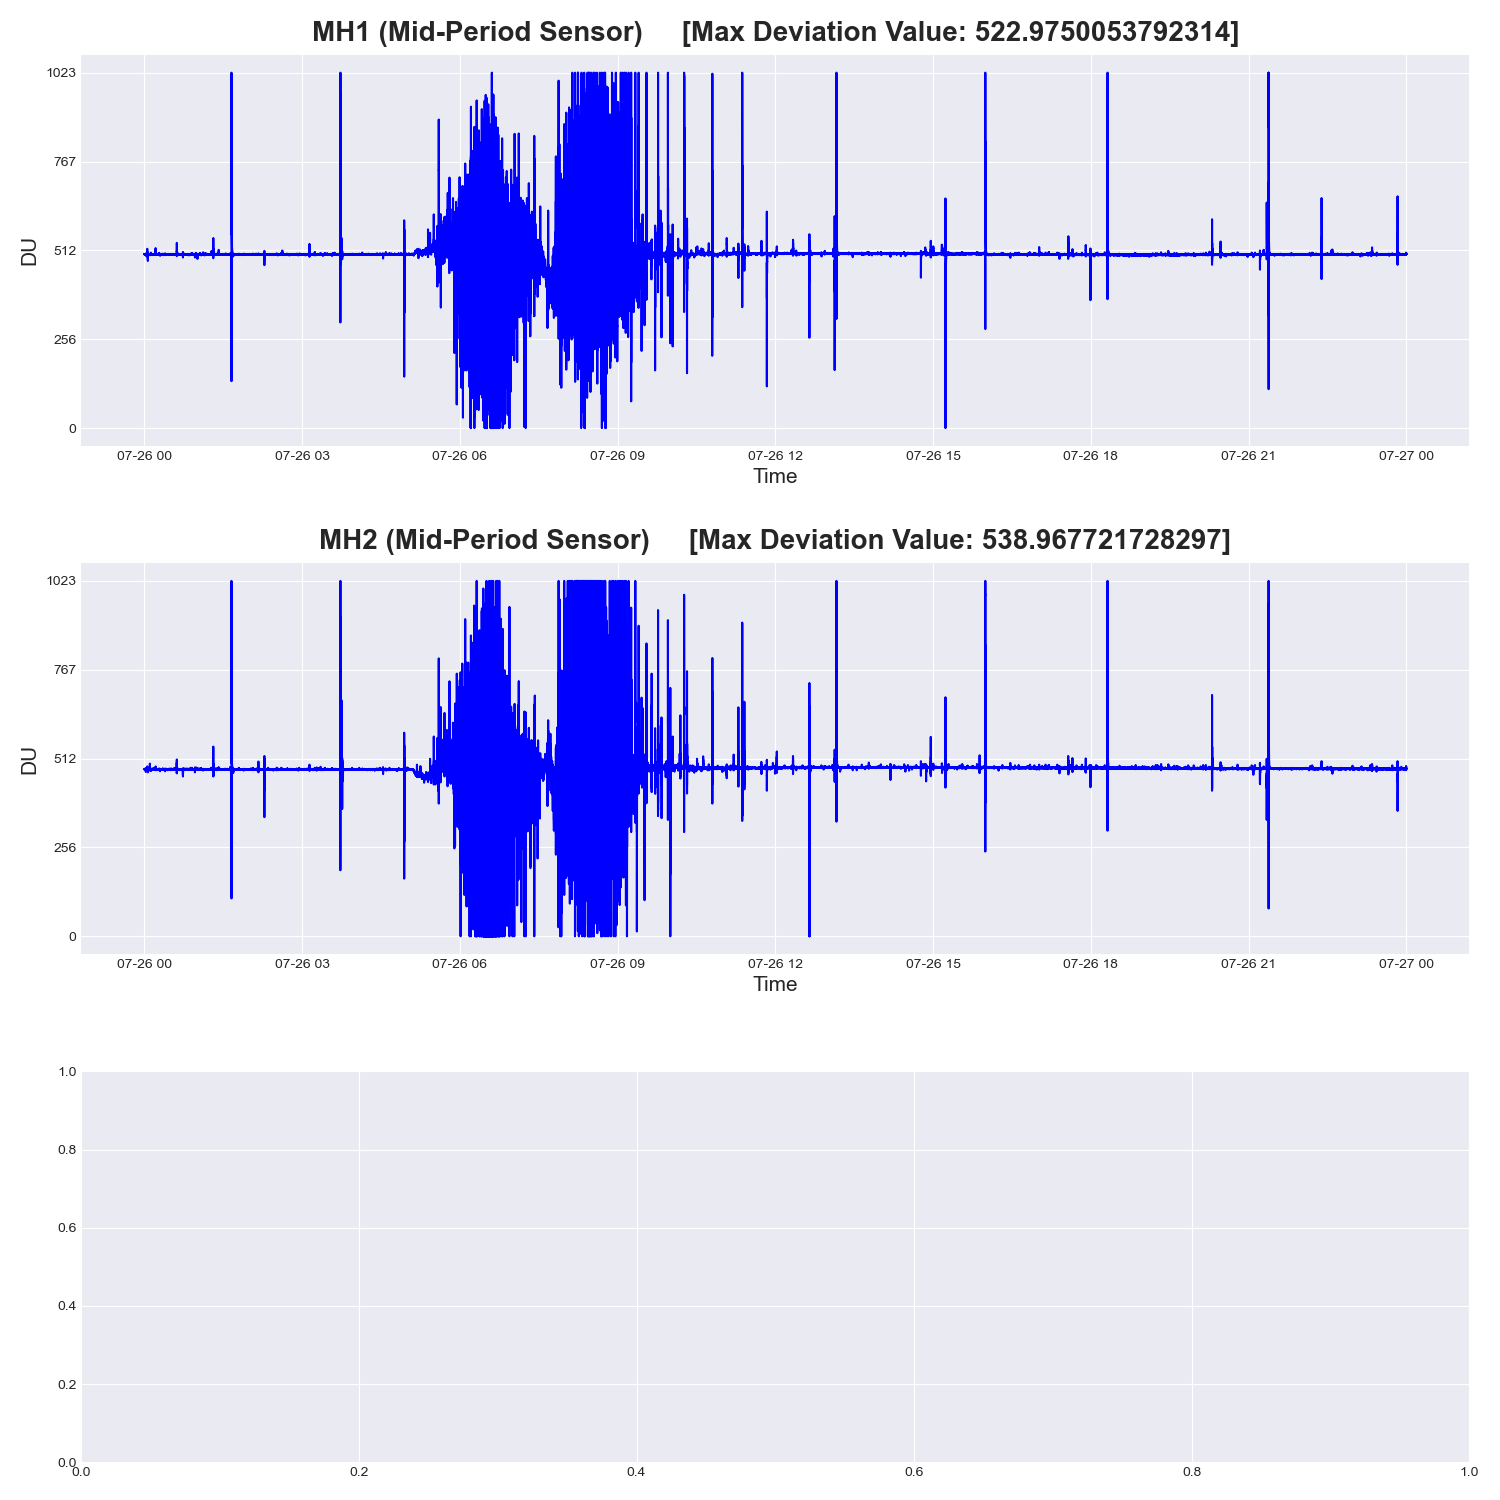 MH1 (Mid-Period Sensor) [Max Deviation Value: 522.9750053792314]
1023
767
512
256
0
DU
07-26 00 07-26 03 07-26 06 07-26 09 07-26 12 07-26 15 07-26 18 07-26 21 07-27 00
Time
MH2 (Mid-Period Sensor) [Max Deviation Value: 538.967721728297]
1023
767
512
256
0
DU
07-26 00 07-26 03 07-26 06 07-26 09 07-26 12 07-26 15 07-26 18 07-26 21 07-27 00
Time
1.0
0.8
0.6
0.4
0.2
0.0
0.0 0.2 0.4 0.6 0.8 1.0